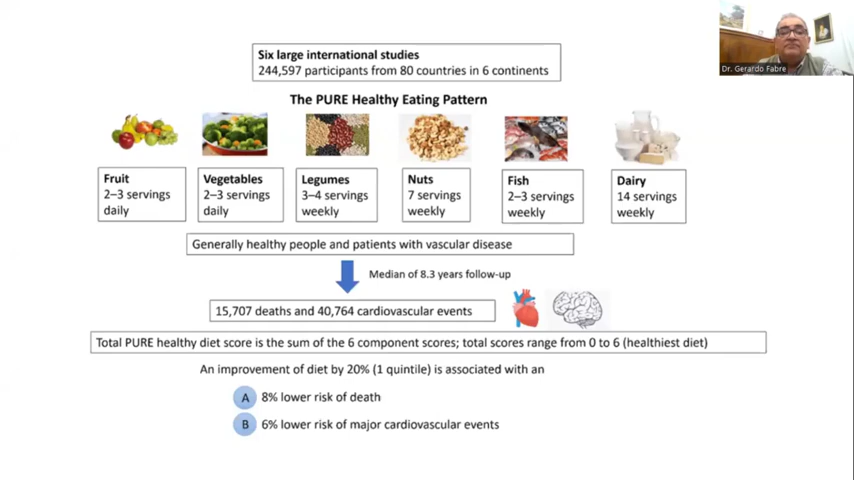 Dr. Gerardo Fabre
Six large international studies
244,597 participants from 80 countries in 6 continents
The PURE Healthy Eating Pattern
Fruit
2–3 servings
daily
Vegetables
2–3 servings
daily
Legumes
3–4 servings
weekly
Nuts
7 servings
weekly
Fish
2–3 servings
weekly
Dairy
14 servings
weekly
Generally healthy people and patients with vascular disease
Median of 8.3 years follow-up
15,707 deaths and 40,764 cardiovascular events
Total PURE healthy diet score is the sum of the 6 component scores; total scores range from 0 to 6 (healthiest diet)
An improvement of diet by 20% (1 quintile) is associated with an
A 8% lower risk of death
B 6% lower risk of major cardiovascular events